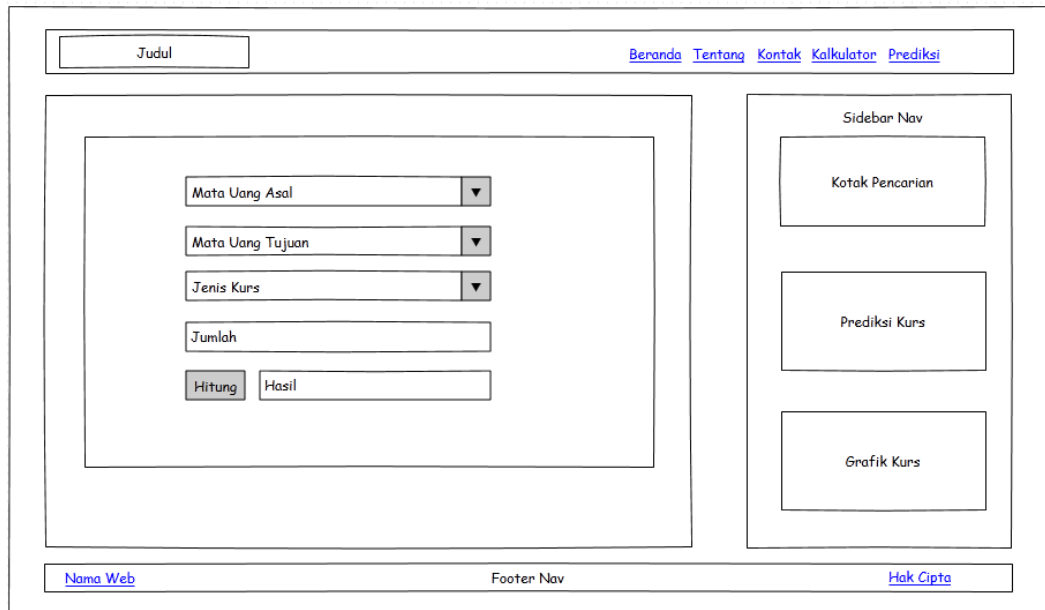 Judul
Beranda Tentang Kontak Kalkulator Prediksi
Mata Uang Asal
Mata Uang Tujuan
Jenis Kurs
Jumlah
Hitung Hasil
Sidebar Nav
Kotak Pencarian
Prediksi Kurs
Grafik Kurs
Nama Web Footer Nav Hak Cipta